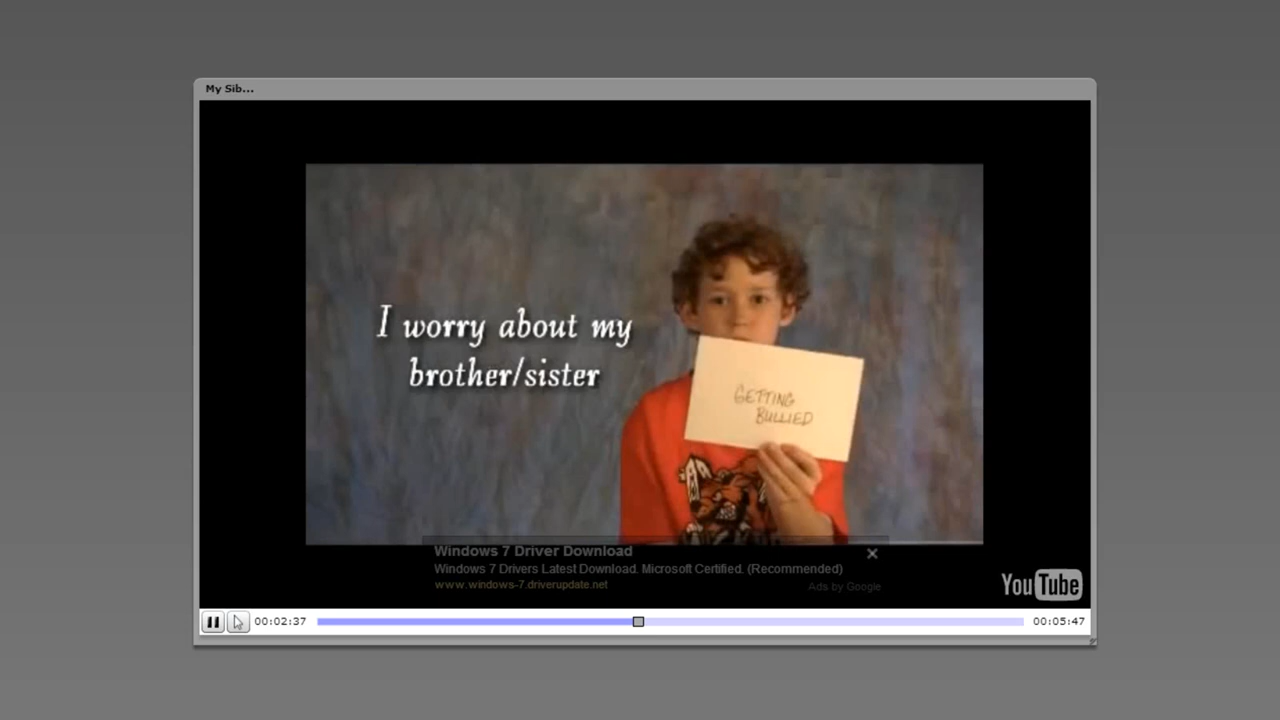 My Sib...
I worry about my
brother/sister
GETTING
BULLIED
Windows 7 Driver Download
Windows 7 Drivers Latest Download. Microsoft Certified. (Recommended)
www.windows-7.driverupdate.net
Ads by Google
YouTube
00:02:37
00:05:47